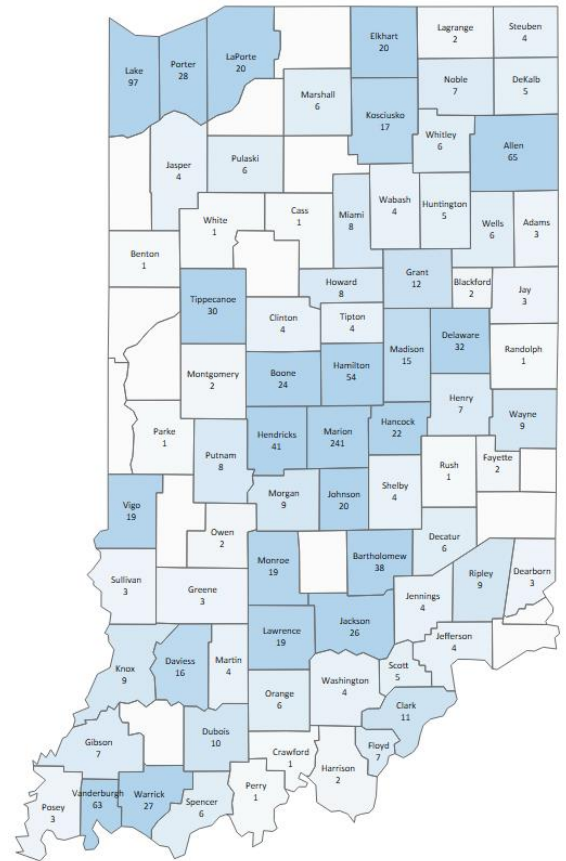 Lake
97
Porter
28
LaPorte
20
Elkhart
20
Lagrange
2
Steuben
4
Marshall
6
Kosciusko
17
Noble
7
DeKalb
5
Whitley
6
Allen
65
Jasper
4
Pulaski
6
White
1
Cass
1
Miami
8
Wabash
4
Huntington
5
Wells
6
Adams
3
Benton
1
Tippecanoe
30
Howard
8
Grant
12
Blackford
2
Jay
3
Clinton
4
Tipton
4
Madison
15
Delaware
32
Randolph
1
Montgomery
2
Boone
24
Hamilton
54
Henry
7
Wayne
9
Parke
1
Putnam
8
Hendricks
41
Marion
241
Hancock
22
Rush
1
Fayette
2
Vigo
19
Morgan
9
Johnson
20
Shelby
4
Owen
2
Monroe
19
Bartholomew
38
Decatur
6
Ripley
9
Dearborn
3
Sullivan
3
Greene
3
Jennings
4
Lawrence
19
Jackson
26
Jefferson
4
Knox
9
Daviess
16
Martin
4
Orange
6
Washington
4
Scott
5
Clark
11
Gibson
7
Dubois
10
Crawford
1
Harrison
2
Floyd
7
Posey
3
Vanderburgh
63
Warrick
27
Spencer
6
Perry
1